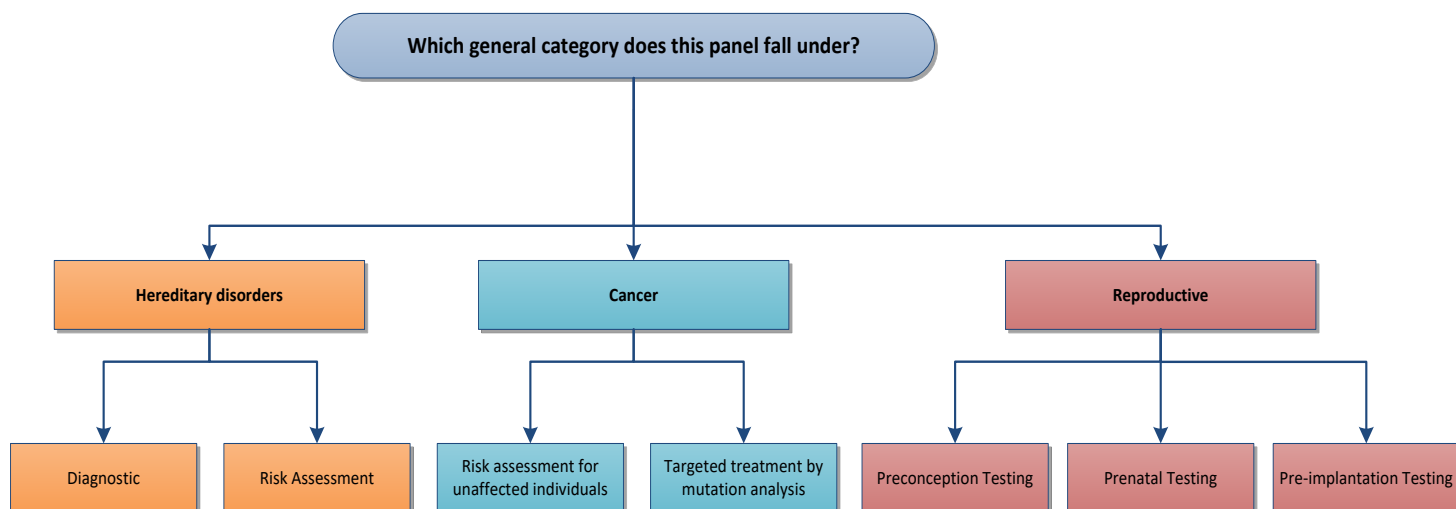 Which general category does this panel fall under?
Hereditary disorders
Cancer
Reproductive
Diagnostic
Risk Assessment
Risk assessment for
unaffected individuals
Targeted treatment by
mutation analysis
Preconception Testing
Prenatal Testing
Pre-implantation Testing